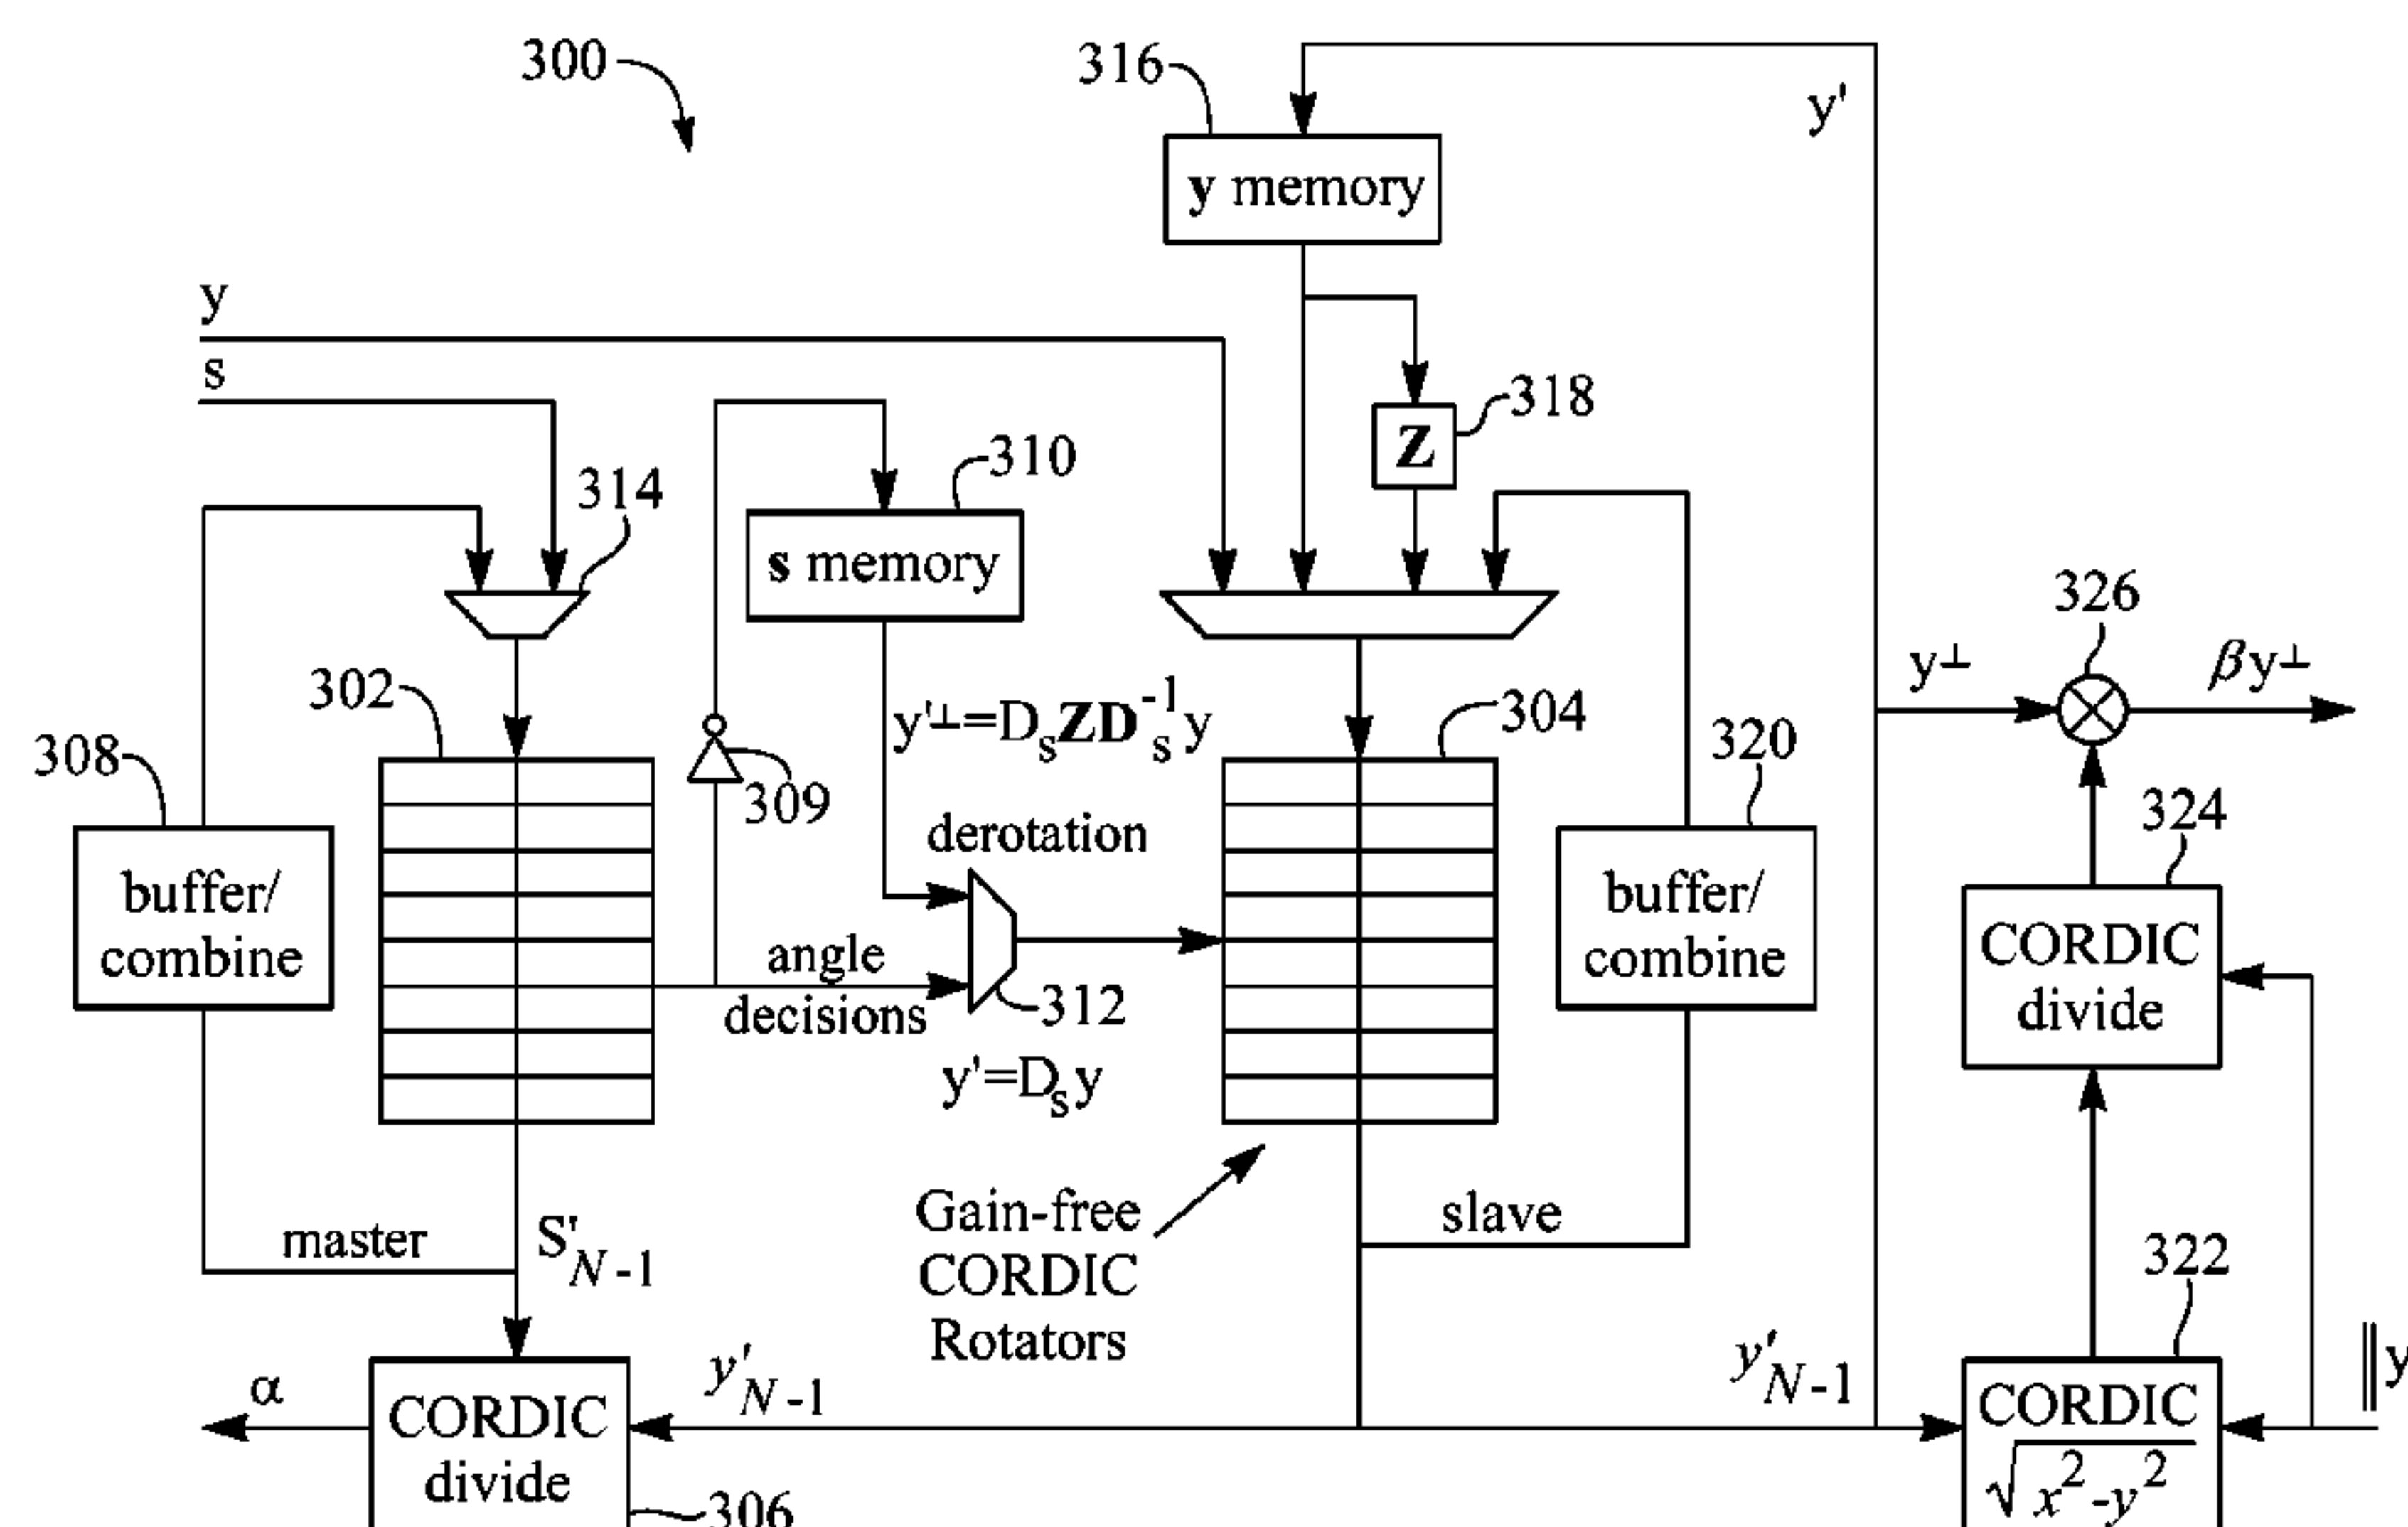 300
316
y'
y memory
y
s
318
Z
310
314
s memory
326
y⊥
βy⊥
302
y'⊥=DsZDs⁻¹y
304
308
309
320
324
derotation
buffer/
combine
buffer/
combine
CORDIC
divide
angle
decisions
312
y'=Dsy
Gain-free
CORDIC
Rotators
slave
master
S'N-1
322
α
y'N-1
y'N-1
‖y
CORDIC
divide
CORDIC
√x²-y²
306